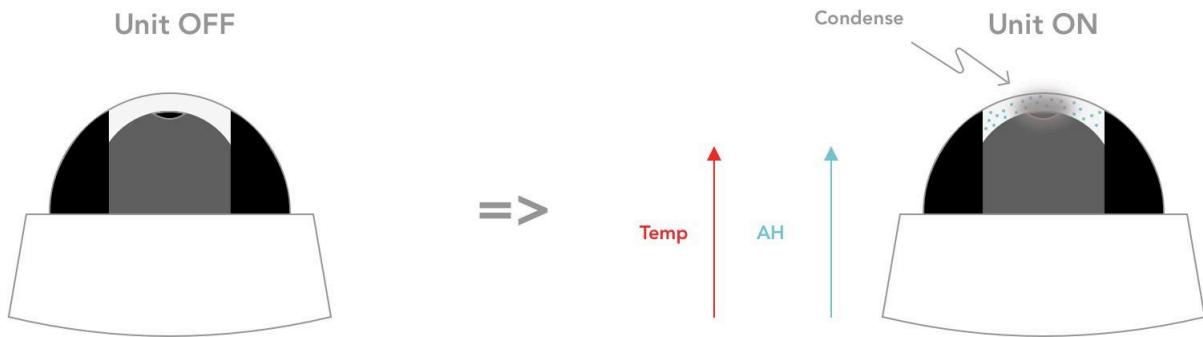 Unit OFF
Condense
Unit ON
=>
Temp
AH